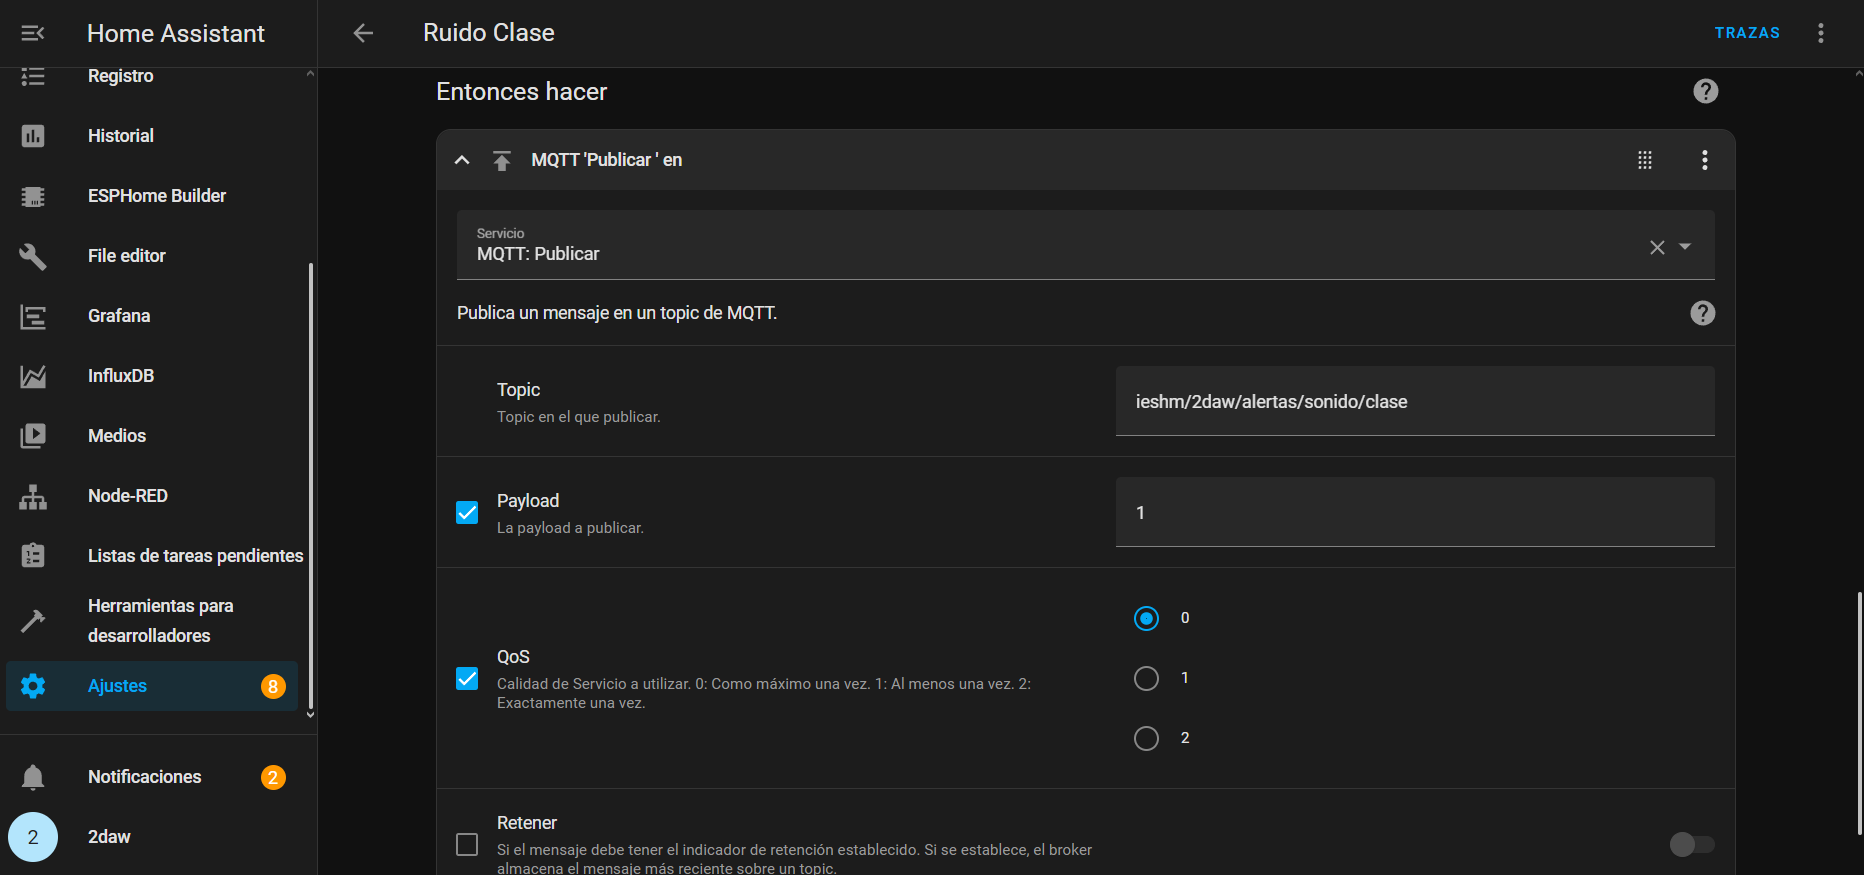 Home Assistant
Registro
Historial
ESPHome Builder
File editor
Grafana
InfluxDB
Medios
Node-RED
Listas de tareas pendientes
Herramientas para
desarrolladores
Ajustes
8
Notificaciones
2
2
2daw
Ruido Clase
TRAZAS
Entonces hacer
MQTT 'Publicar ' en
Servicio
MQTT: Publicar
Publica un mensaje en un topic de MQTT.
Topic
Topic en el que publicar.
ieshm/2daw/alertas/sonido/clase
Payload
La payload a publicar.
1
QoS
Calidad de Servicio a utilizar. 0: Como máximo una vez. 1: Al menos una vez. 2:
Exactamente una vez.
0
1
2
Retener
Si el mensaje debe tener el indicador de retención establecido. Si se establece, el broker
almacena el mensaje más reciente sobre un topic.